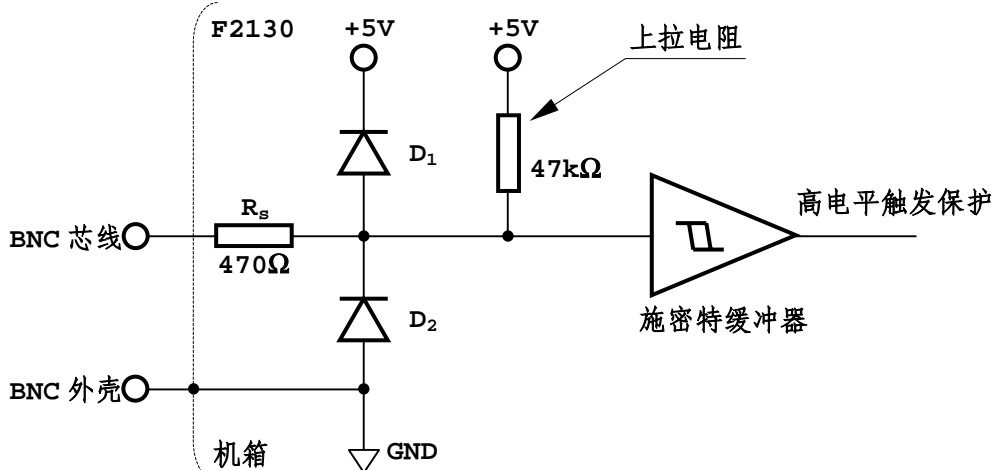 F2130
+5V
+5V
上拉电阻
D₁
47kΩ
高电平触发保护
Rₛ
BNC 芯线
470Ω
D₂
施密特缓冲器
BNC 外壳
机箱
GND